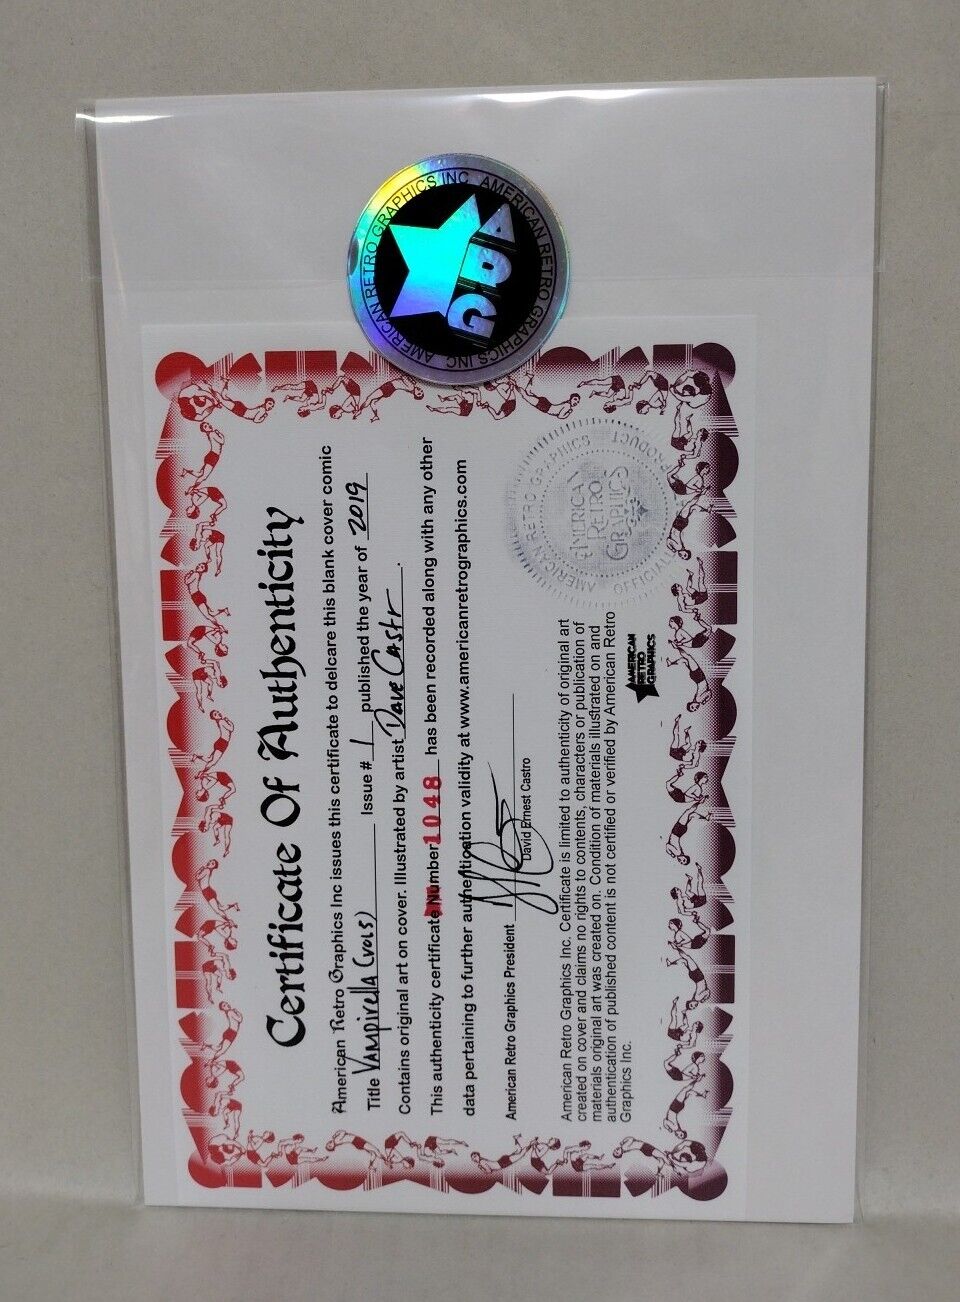 AMERICAN RETRO GRAPHICS INC AMERICAN RETRO GRAPHICS INC
ARG
Certificate Of Authenticity
American Retro Graphics Inc issues this certificate to delcare this blank cover comic
Title Vampirella (vol5) Issue # 1 published the year of 2019
Contains original art on cover. Illustrated by artist Dave Castr.
This authenticity certificate Number 1048 has been recorded along with any other
data pertaining to further authentication validity at www.americanretrographics.com
American Retro Graphics President
David Ernest Castro
American Retro Graphics Inc. Certificate is limited to authenticity of original art
created on cover and claims no rights to contents, characters or publication of
materials original art was created on. Condition of materials illustrated on and
authentication of published content is not certified or verified by American Retro
Graphics Inc.
AMERICAN
RETRO
GRAPHICS
AMERICAN RETRO GRAPHICS
OFFICIAL PRODUCT
AMERICAN
RETRO
GRAPHICS